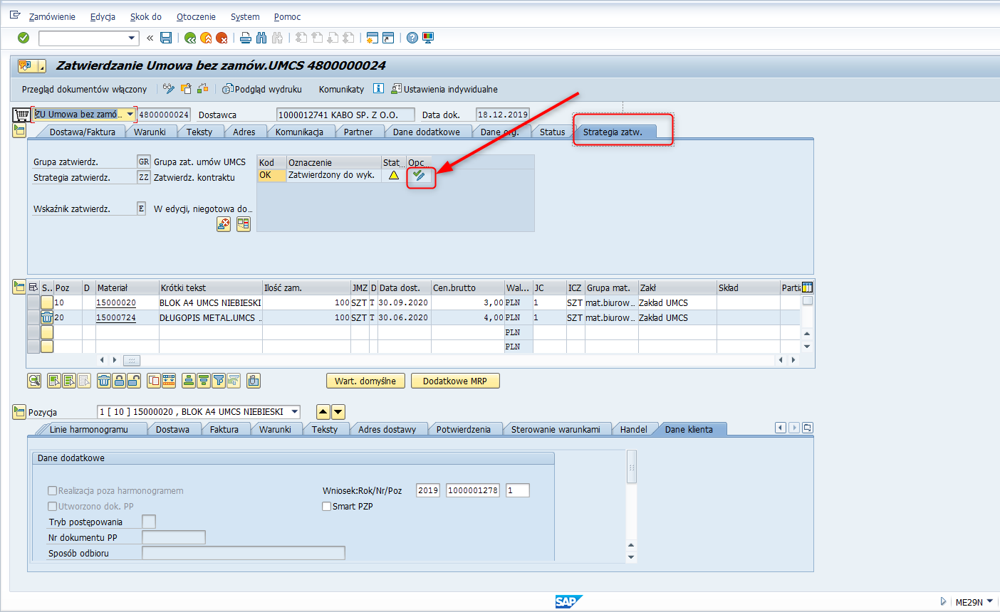 Zamówienie Edycja Skok do Otoczenie System Pomoc
Zatwierdzanie Umowa bez zamów.UMCS 4800000024
Przegląd dokumentów włączony Podgląd wydruku Komunikaty Ustawienia indywidualne
ZU Umowa bez zamó... 4800000024 Dostawca 1000012741 KABO SP. Z O.O. Data dok. 18.12.2019
Dostawa/Faktura Warunki Teksty Adres Komunikacja Partner Dane dodatkowe Dane org. Status Strategia zatw.
Grupa zatwierdz. GR Grupa zat. umów UMCS Kod Oznaczenie Stat... Opc...
Strategia zatwierdz. ZZ Zatwierdz. kontraktu OK Zatwierdzony do wyk.
Wskaźnik zatwierdz. E W edycji, niegotowa do...
S.. Poz D Materiał Krótki tekst Ilość zam. JMZ D Data dost. Cen.brutto Wal... JC ICZ Grupa mat. Zakł Skład Partia
10 15000020 BLOK A4 UMCS NIEBIESKI 100 SZT T 30.09.2020 3,00 PLN 1 SZT mat.biurow... Zakład UMCS
20 15000724 DŁUGOPIS METAL.UMCS .. 100 SZT T 30.06.2020 4,00 PLN 1 SZT mat.biurow... Zakład UMCS
PLN
PLN
Wart. domyślne Dodatkowe MRP
Pozycja 1 [ 10 ] 15000020 , BLOK A4 UMCS NIEBIESKI
Linie harmonogramu Dostawa Faktura Warunki Teksty Adres dostawy Potwierdzenia Sterowanie warunkami Handel Dane klienta
Dane dodatkowe
Realizacja poza harmonogramem Wniosek:Rok/Nr/Poz 2019 1000001278 1
Utworzono dok. PP Smart PZP
Tryb postępowania
Nr dokumentu PP
Sposób odbioru
SAP ME29N